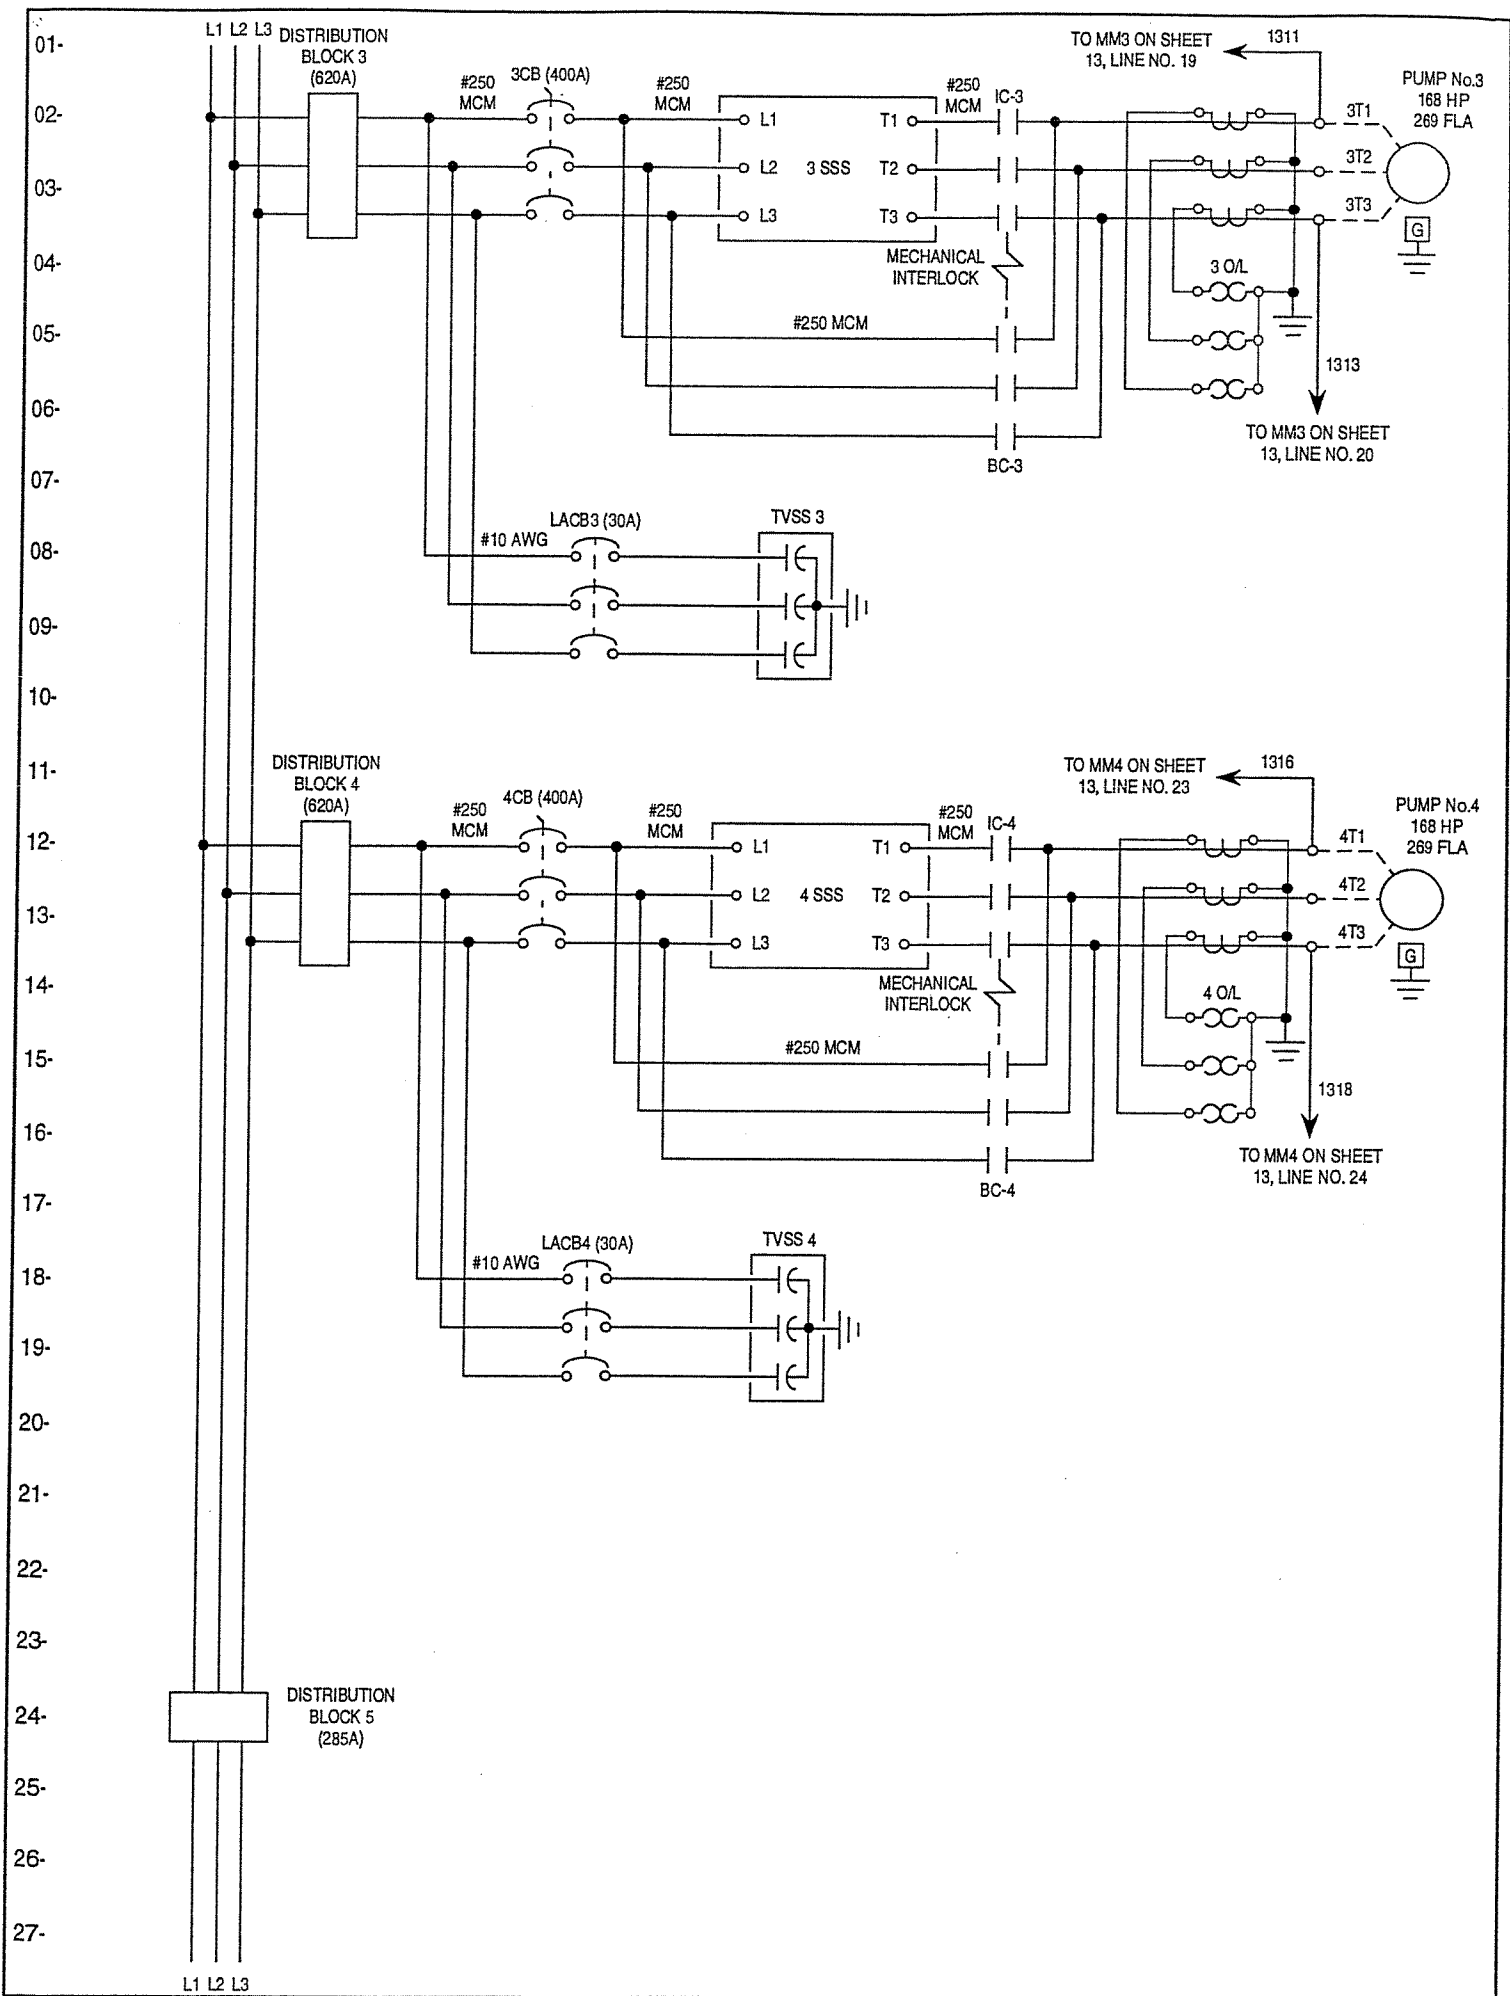 01-
L1 L2 L3
DISTRIBUTION
BLOCK 3
(620A)
#250
MCM
3CB (400A)
#250
MCM
#250
MCM
IC-3
TO MM3 ON SHEET
13, LINE NO. 19
1311
PUMP No.3
168 HP
269 FLA
02-
L1
T1
3T1
L2
3 SSS
T2
3T2
03-
L3
T3
3T3
G
04-
MECHANICAL
INTERLOCK
3 O/L
05-
#250 MCM
1313
06-
TO MM3 ON SHEET
13, LINE NO. 20
BC-3
07-
LACB3 (30A)
TVSS 3
#10 AWG
08-
09-
10-
11-
DISTRIBUTION
BLOCK 4
(620A)
#250
MCM
4CB (400A)
#250
MCM
#250
MCM
IC-4
TO MM4 ON SHEET
13, LINE NO. 23
1316
PUMP No.4
168 HP
269 FLA
12-
L1
T1
4T1
L2
4 SSS
T2
4T2
13-
L3
T3
4T3
G
14-
MECHANICAL
INTERLOCK
4 O/L
15-
#250 MCM
1318
16-
TO MM4 ON SHEET
13, LINE NO. 24
BC-4
17-
LACB4 (30A)
TVSS 4
#10 AWG
18-
19-
20-
21-
22-
23-
24-
DISTRIBUTION
BLOCK 5
(285A)
25-
26-
27-
L1 L2 L3